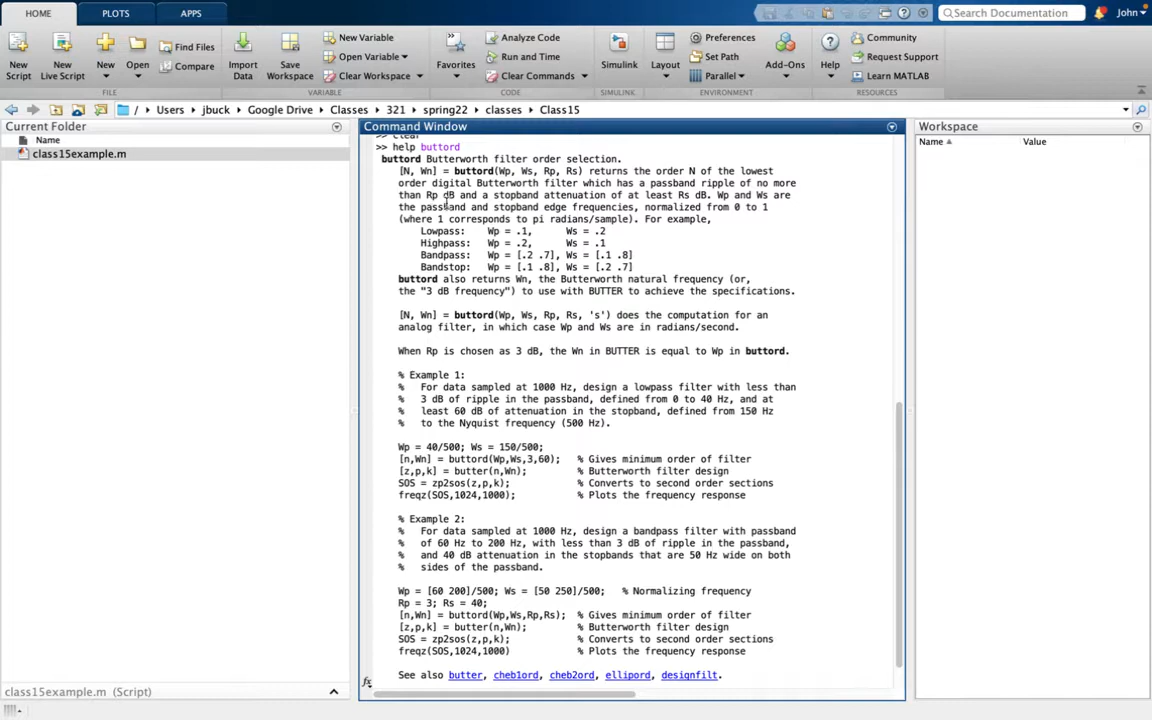 HOME PLOTS APPS Search Documentation John
New Script
New Live Script
New
Open
Find Files
Compare
FILE
Import Data
Save Workspace
New Variable
Open Variable
Clear Workspace
VARIABLE
Favorites
Analyze Code
Run and Time
Clear Commands
CODE
Simulink
SIMULINK
Layout
Preferences
Set Path
Parallel
ENVIRONMENT
Add-Ons
Help
Community
Request Support
Learn MATLAB
RESOURCES
/ Users jbuck Google Drive Classes 321 spring22 classes Class15
Current Folder
Name
class15example.m
class15example.m (Script)
Command Window
>> clear
>> help buttord
buttord Butterworth filter order selection.
[N, Wn] = buttord(Wp, Ws, Rp, Rs) returns the order N of the lowest
order digital Butterworth filter which has a passband ripple of no more
than Rp dB and a stopband attenuation of at least Rs dB. Wp and Ws are
the passband and stopband edge frequencies, normalized from 0 to 1
(where 1 corresponds to pi radians/sample). For example,
Lowpass: Wp = .1, Ws = .2
Highpass: Wp = .2, Ws = .1
Bandpass: Wp = [.2 .7], Ws = [.1 .8]
Bandstop: Wp = [.1 .8], Ws = [.2 .7]
buttord also returns Wn, the Butterworth natural frequency (or,
the "3 dB frequency") to use with BUTTER to achieve the specifications.
[N, Wn] = buttord(Wp, Ws, Rp, Rs, 's') does the computation for an
analog filter, in which case Wp and Ws are in radians/second.
When Rp is chosen as 3 dB, the Wn in BUTTER is equal to Wp in buttord.
% Example 1:
% For data sampled at 1000 Hz, design a lowpass filter with less than
% 3 dB of ripple in the passband, defined from 0 to 40 Hz, and at
% least 60 dB of attenuation in the stopband, defined from 150 Hz
% to the Nyquist frequency (500 Hz).
Wp = 40/500; Ws = 150/500;
[n,Wn] = buttord(Wp,Ws,3,60); % Gives minimum order of filter
[z,p,k] = butter(n,Wn); % Butterworth filter design
SOS = zp2sos(z,p,k); % Converts to second order sections
freqz(SOS,1024,1000); % Plots the frequency response
% Example 2:
% For data sampled at 1000 Hz, design a bandpass filter with passband
% of 60 Hz to 200 Hz, with less than 3 dB of ripple in the passband,
% and 40 dB attenuation in the stopbands that are 50 Hz wide on both
% sides of the passband.
Wp = [60 200]/500; Ws = [50 250]/500; % Normalizing frequency
Rp = 3; Rs = 40;
[n,Wn] = buttord(Wp,Ws,Rp,Rs); % Gives minimum order of filter
[z,p,k] = butter(n,Wn); % Butterworth filter design
SOS = zp2sos(z,p,k); % Converts to second order sections
freqz(SOS,1024,1000) % Plots the frequency response
See also butter, cheb1ord, cheb2ord, ellipord, designfilt.
fx
Workspace
Name Value